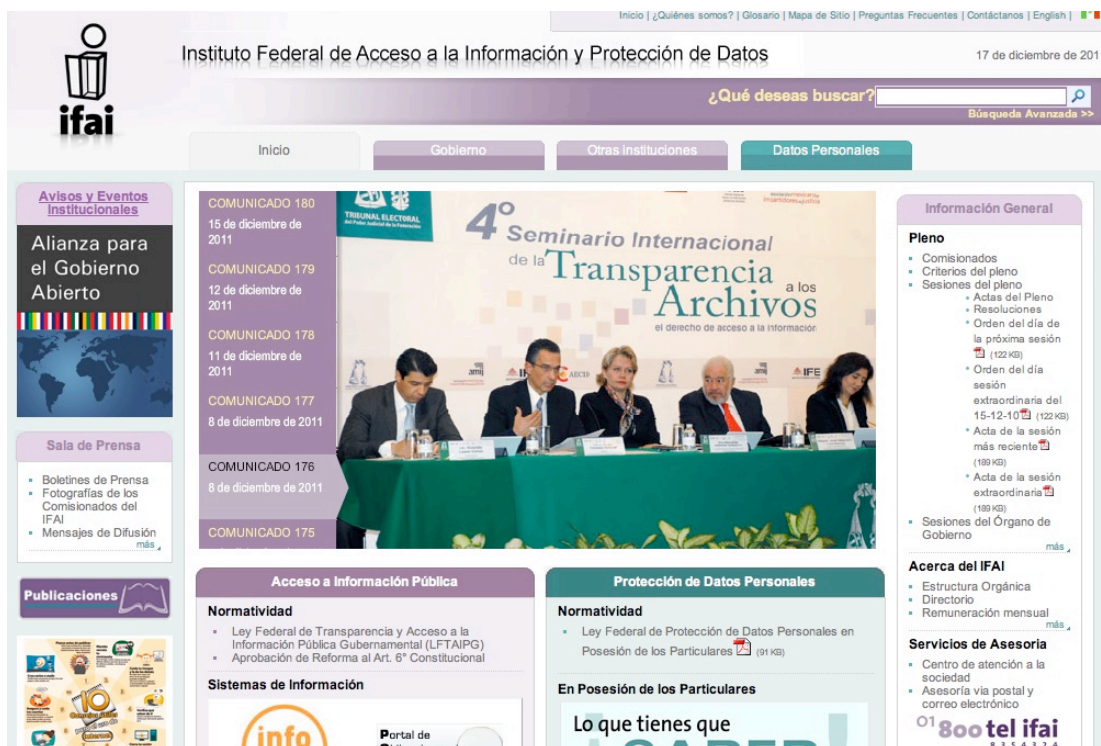 Inicio | ¿Quiénes somos? | Glosario | Mapa de Sitio | Preguntas Frecuentes | Contáctanos | English |
ifai
Instituto Federal de Acceso a la Información y Protección de Datos
17 de diciembre de 201
¿Qué deseas buscar?
Búsqueda Avanzada >>
Inicio
Gobierno
Otras instituciones
Datos Personales
Avisos y Eventos
Institucionales
Alianza para
el Gobierno
Abierto
Sala de Prensa
Boletines de Prensa
Fotografías de los
Comisionados del
IFAI
Mensajes de Difusión
más
Publicaciones
10
Consejos útiles
para el uso de
internet
COMUNICADO 180
15 de diciembre de
2011
COMUNICADO 179
12 de diciembre de
2011
COMUNICADO 178
11 de diciembre de
2011
COMUNICADO 177
8 de diciembre de 2011
COMUNICADO 176
8 de diciembre de 2011
COMUNICADO 175
TRIBUNAL ELECTORAL
del Poder Judicial de la Federación
4º Seminario Internacional
de la Transparencia
a los
Archivos
el derecho de acceso a la información
AECID
IFE
Acceso a Información Pública
Normatividad
Ley Federal de Transparencia y Acceso a la
Información Pública Gubernamental (LFTAIPG)
Aprobación de Reforma al Art. 6° Constitucional
Sistemas de Información
info
Portal de
Protección de Datos Personales
Normatividad
Ley Federal de Protección de Datos Personales en
Posesión de los Particulares (91 KB)
En Posesión de los Particulares
Lo que tienes que
Información General
Pleno
Comisionados
Criterios del pleno
Sesiones del pleno
Actas del Pleno
Resoluciones
Orden del día de
la próxima sesión
(122 KB)
Orden del día
sesión
extraordinaria del
15-12-10 (122 KB)
Acta de la sesión
más reciente
(189 KB)
Acta de la sesión
extraordinaria
(189 KB)
Sesiones del Órgano de
Gobierno
más
Acerca del IFAI
Estructura Orgánica
Directorio
Remuneración mensual
más
Servicios de Asesoria
Centro de atención a la
sociedad
Asesoría via postal y
correo electrónico
01 800 tel ifai